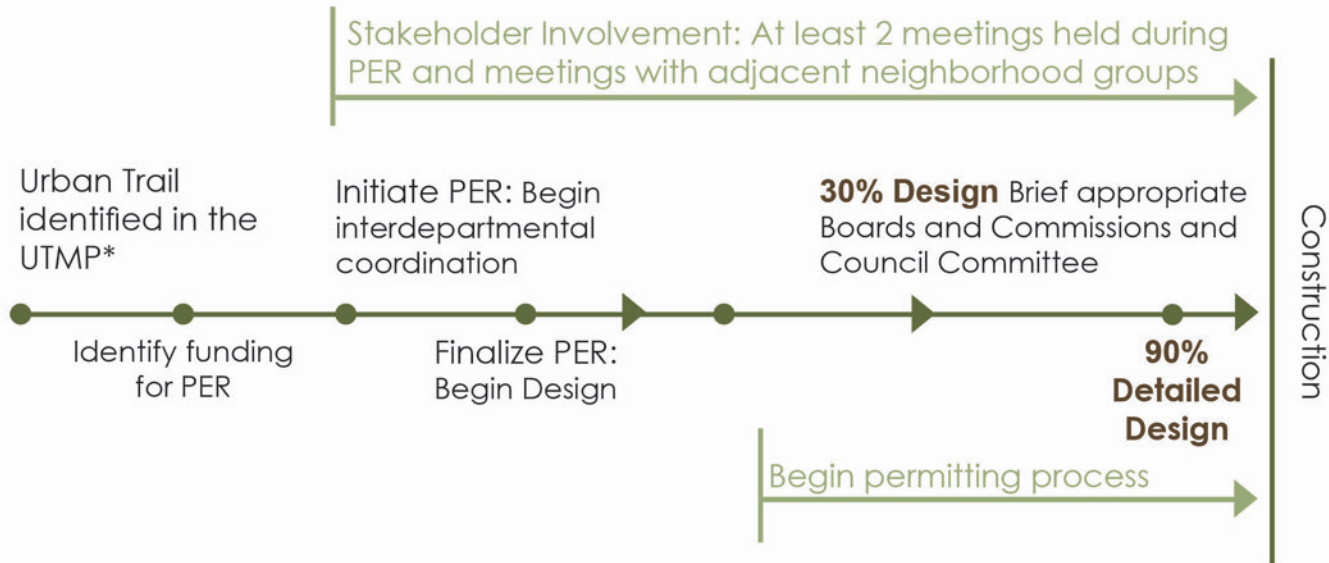 Stakeholder Involvement: At least 2 meetings held during
PER and meetings with adjacent neighborhood groups
Urban Trail
identified in the
UTMP*
Initiate PER: Begin
interdepartmental
coordination
30% Design Brief appropriate
Boards and Commissions and
Council Committee
Identify funding
for PER
Finalize PER:
Begin Design
90%
Detailed
Design
Begin permitting process
Construction